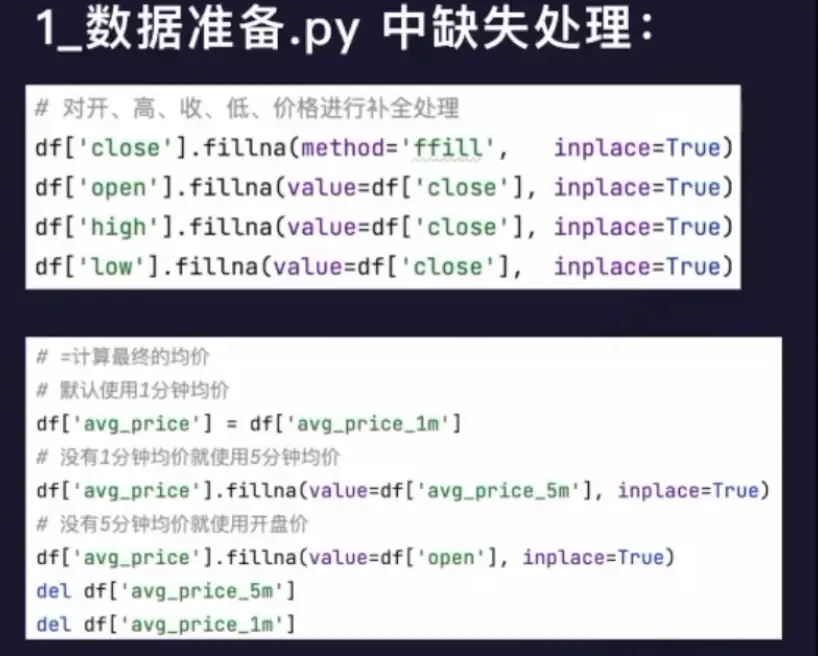 1_数据准备.py 中缺失处理：
# 对开、高、收、低、价格进行补全处理
df['close'].fillna(method='ffill', inplace=True)
df['open'].fillna(value=df['close'], inplace=True)
df['high'].fillna(value=df['close'], inplace=True)
df['low'].fillna(value=df['close'], inplace=True)
# =计算最终的均价
# 默认使用1分钟均价
df['avg_price'] = df['avg_price_1m']
# 没有1分钟均价就使用5分钟均价
df['avg_price'].fillna(value=df['avg_price_5m'], inplace=True)
# 没有5分钟均价就使用开盘价
df['avg_price'].fillna(value=df['open'], inplace=True)
del df['avg_price_5m']
del df['avg_price_1m']